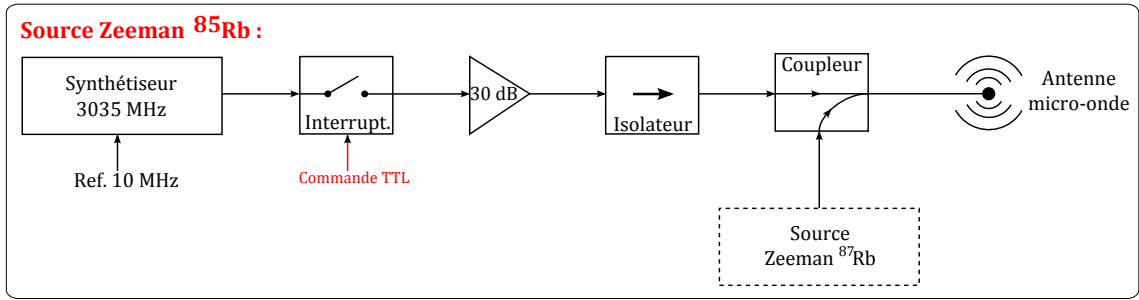 Source Zeeman ⁸⁵Rb :
Synthétiseur
3035 MHz
Ref. 10 MHz
Interrupt.
Commande TTL
30 dB
Isolateur
Coupleur
Source
Zeeman ⁸⁷Rb
Antenne
micro-onde